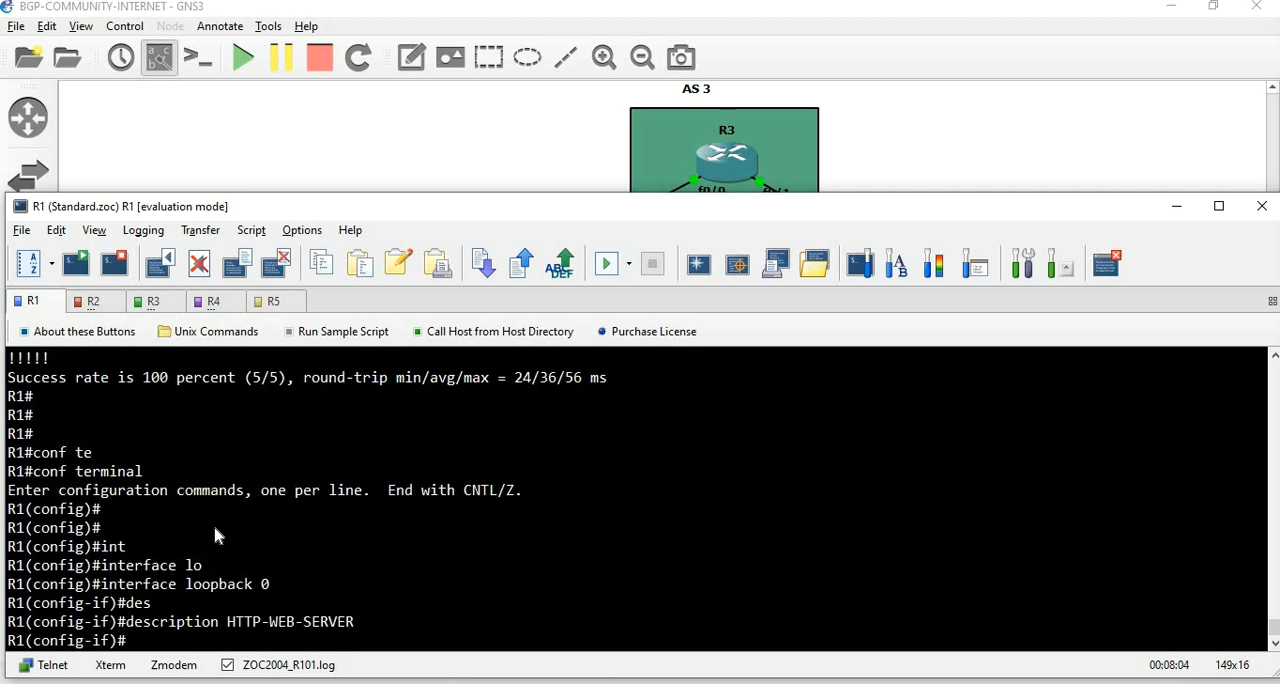 BGP-COMMUNITY-INTERNET - GNS3
File Edit View Control Node Annotate Tools Help
AS 3
R3
f0/0
R1 (Standard.zoc) R1 [evaluation mode]
File Edit View Logging Transfer Script Options Help
R1 R2 R3 R4 R5
About these Buttons Unix Commands Run Sample Script Call Host from Host Directory Purchase License
!!!!!
Success rate is 100 percent (5/5), round-trip min/avg/max = 24/36/56 ms
R1#
R1#
R1#
R1#conf te
R1#conf terminal
Enter configuration commands, one per line.  End with CNTL/Z.
R1(config)#
R1(config)#
R1(config)#int
R1(config)#interface lo
R1(config)#interface loopback 0
R1(config-if)#des
R1(config-if)#description HTTP-WEB-SERVER
R1(config-if)#
Telnet Xterm Zmodem ZOC2004_R101.log 00:08:04 149x16